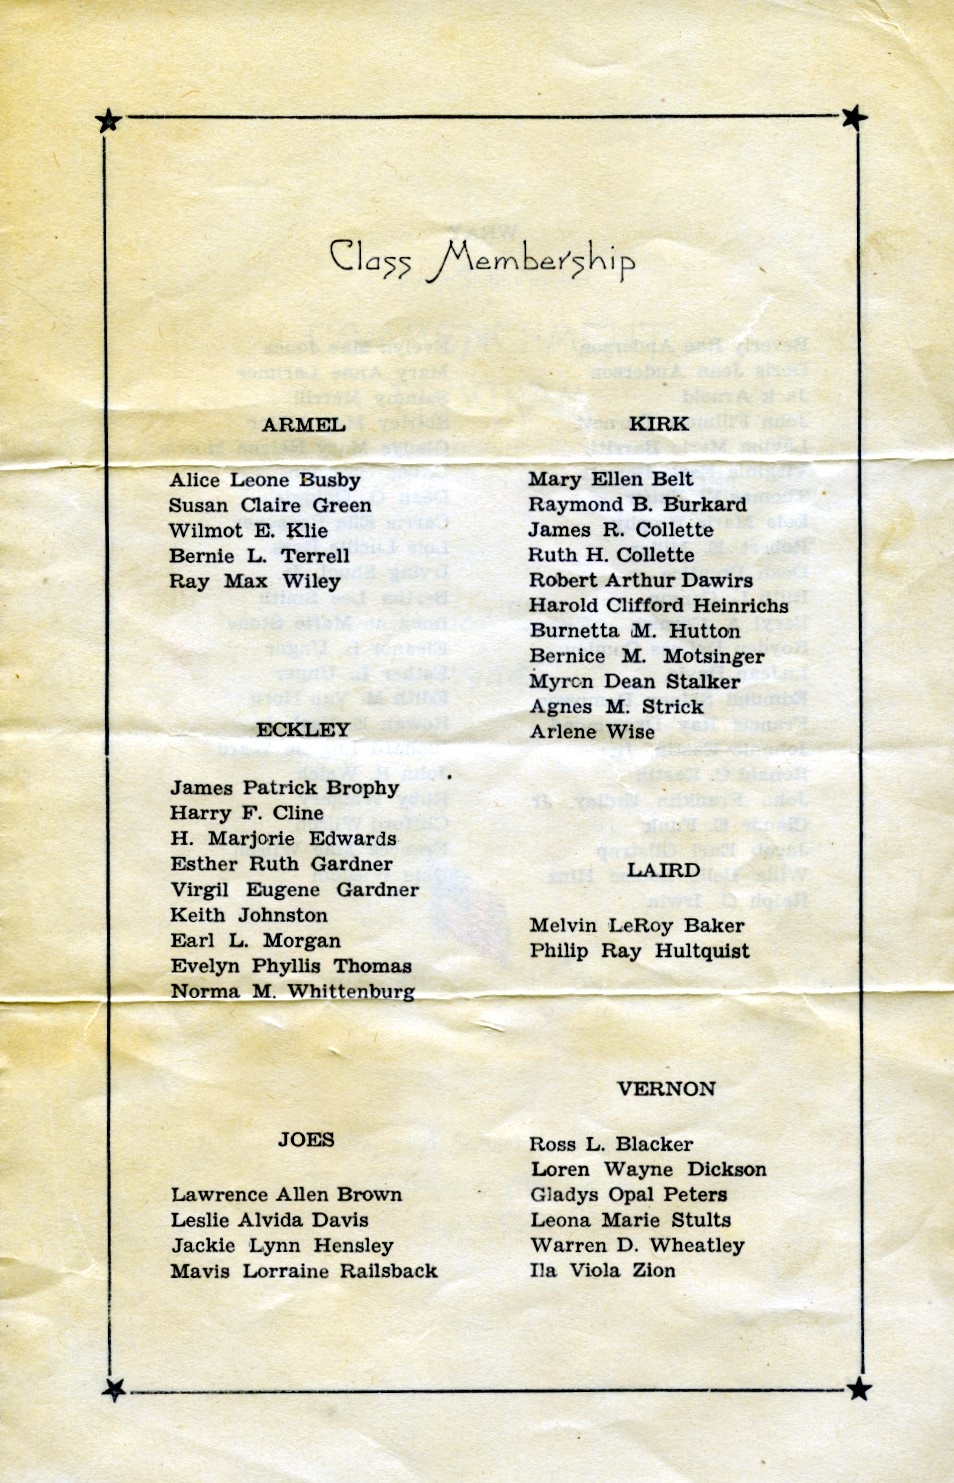 Class Membership
ARMEL
Alice Leone Busby
Susan Claire Green
Wilmot E. Klie
Bernie L. Terrell
Ray Max Wiley
ECKLEY
James Patrick Brophy
Harry F. Cline
H. Marjorie Edwards
Esther Ruth Gardner
Virgil Eugene Gardner
Keith Johnston
Earl L. Morgan
Evelyn Phyllis Thomas
Norma M. Whittenburg
JOES
Lawrence Allen Brown
Leslie Alvida Davis
Jackie Lynn Hensley
Mavis Lorraine Railsback
KIRK
Mary Ellen Belt
Raymond B. Burkard
James R. Collette
Ruth H. Collette
Robert Arthur Dawirs
Harold Clifford Heinrichs
Burnetta M. Hutton
Bernice M. Motsinger
Myron Dean Stalker
Agnes M. Strick
Arlene Wise
LAIRD
Melvin LeRoy Baker
Philip Ray Hultquist
VERNON
Ross L. Blacker
Loren Wayne Dickson
Gladys Opal Peters
Leona Marie Stults
Warren D. Wheatley
Ila Viola Zion